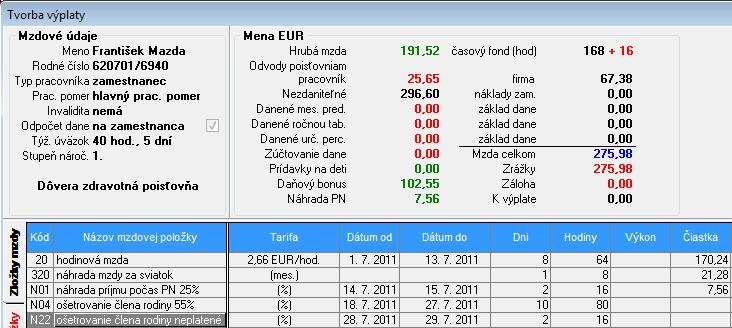 Tvorba výplaty
Mzdové údaje
Meno František Mazda
Rodné číslo 620701/6940
Typ pracovníka zamestnanec
Prac. pomer hlavný prac. pomer
Invalidita nemá
Odpočet dane na zamestnanca
Týž. úväzok 40 hod., 5 dní
Stupeň nároč. 1.
Dôvera zdravotná poisťovňa
Mena EUR
Hrubá mzda 191,52 časový fond (hod) 168 + 16
Odvody poisťovniam
pracovník 25,65 firma 67,38
Nezdaniteľné 296,60 náklady zam. 0,00
Danené mes. pred. 0,00 základ dane 0,00
Danené ročnou tab. 0,00 základ dane 0,00
Danené urč. perc. 0,00 základ dane 0,00
Zúčtovanie dane 0,00 Mzda celkom 275,98
Prídavky na deti 0,00 Zrážky 275,98
Daňový bonus 102,55 Záloha 0,00
Náhrada PN 7,56 K výplate 0,00
Zložky mzdy
Kód Názov mzdovej položky Tarifa Dátum od Dátum do Dni Hodiny Výkon Čiastka
20 hodinová mzda 2,66 EUR/hod. 1. 7. 2011 13. 7. 2011 8 64 170,24
320 náhrada mzdy za sviatok (mes.) 1 8 21,28
N01 náhrada príjmu počas PN 25% (%) 14. 7. 2011 15. 7. 2011 2 16 7,56
N04 ošetrovanie člena rodiny 55% (%) 18. 7. 2011 27. 7. 2011 10 80
N22 ošetrovanie člena rodiny neplatené (%) 28. 7. 2011 29. 7. 2011 2 16